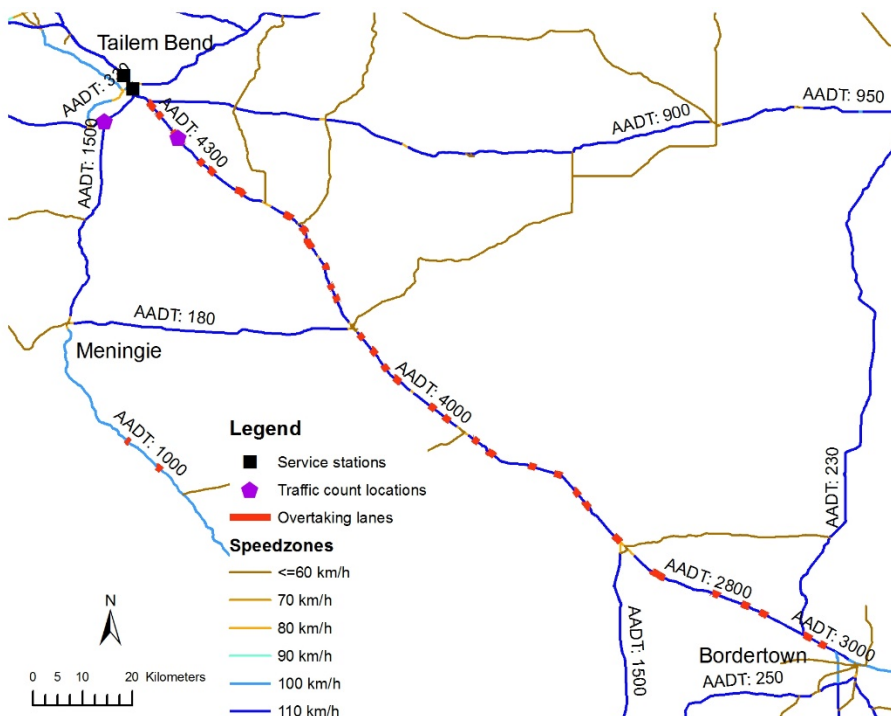 Tailem Bend
AADT: 330
AADT: 4300
AADT: 1500
AADT: 900
AADT: 950
AADT: 180
Meningie
AADT: 4000
AADT: 1000
AADT: 230
Legend
Service stations
Traffic count locations
Overtaking lanes
Speedzones
<=60 km/h
70 km/h
80 km/h
90 km/h
100 km/h
110 km/h
N
0 5 10 20 Kilometers
AADT: 2800
AADT: 3000
AADT: 1500
Bordertown
AADT: 250